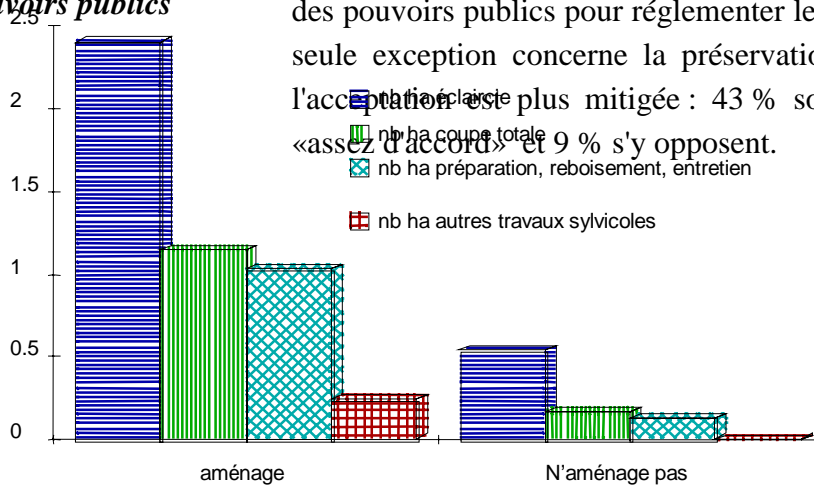 voirs publics
des pouvoirs publics pour réglementer le
seule exception concerne la préservatio
l'acceptation est plus mitigée : 43 % so
«assez d'accord» et 9 % s'y opposent.
2.5
2
1.5
1
0.5
0
nb ha éclaircie
nb ha coupe totale
nb ha préparation, reboisement, entretien
nb ha autres travaux sylvicoles
aménage
N'aménage pas